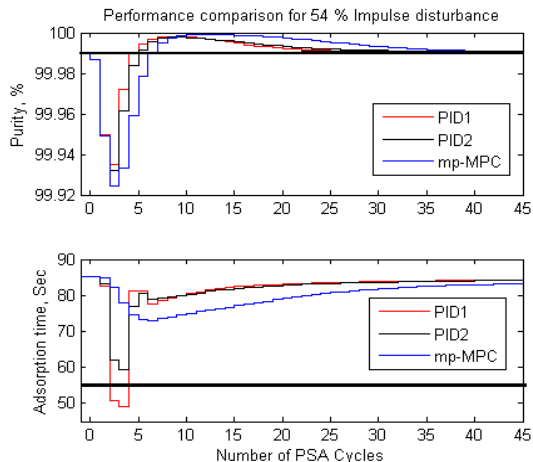 Performance comparison for 54 % Impulse disturbance
Purity, %
100
99.98
99.96
99.94
99.92
PID1
PID2
mp-MPC
0 5 10 15 20 25 30 35 40 45
Adsorption time, Sec
90
80
70
60
50
PID1
PID2
mp-MPC
0 5 10 15 20 25 30 35 40 45
Number of PSA Cycles